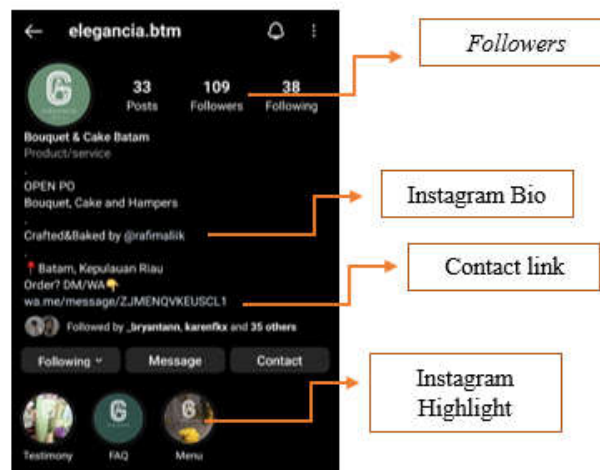 elegancia.btm
33 109 38
Posts Followers Following
Bouquet & Cake Batam
Product/service
.
OPEN PO
Bouquet, Cake and Hampers
.
Crafted&Baked by @rafimaliik
.
Batam, Kepulauan Riau
Order? DM/WA👇
wa.me/message/ZJMENQVKEUSCL1
Followed by _bryantann, karenfkx and 35 others
Following Message Contact
Testimony FAQ Menu
Followers
Instagram Bio
Contact link
Instagram
Highlight